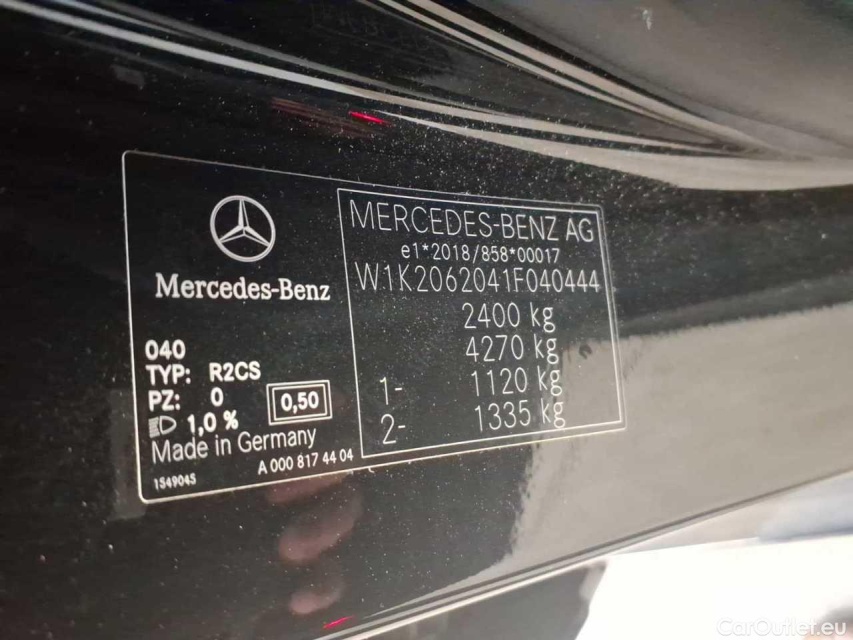 Mercedes-Benz
040
TYP: R2CS
PZ: 0
1,0 %
0,50
Made in Germany
1549045
A 000 817 44 04
MERCEDES-BENZ AG
e1*2018/858*00017
W1K2062041F040444
2400 kg
4270 kg
1- 1120 kg
2- 1335 kg
CarOutlet.eu